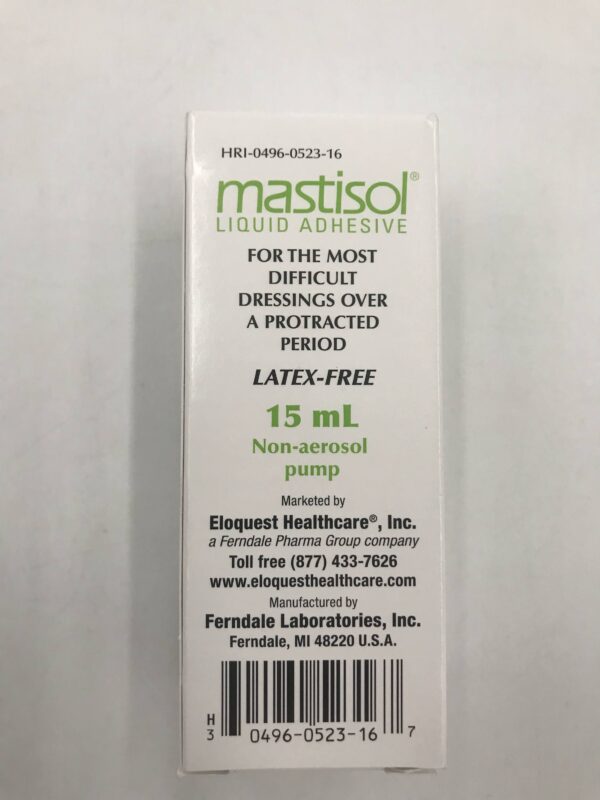 HRI-0496-0523-16
mastisol®
LIQUID ADHESIVE
FOR THE MOST
DIFFICULT
DRESSINGS OVER
A PROTRACTED
PERIOD
LATEX-FREE
15 mL
Non-aerosol
pump
Marketed by
Eloquest Healthcare®, Inc.
a Ferndale Pharma Group company
Toll free (877) 433-7626
www.eloquesthealthcare.com
Manufactured by
Ferndale Laboratories, Inc.
Ferndale, MI 48220 U.S.A.
H
3 0496-0523-16 7